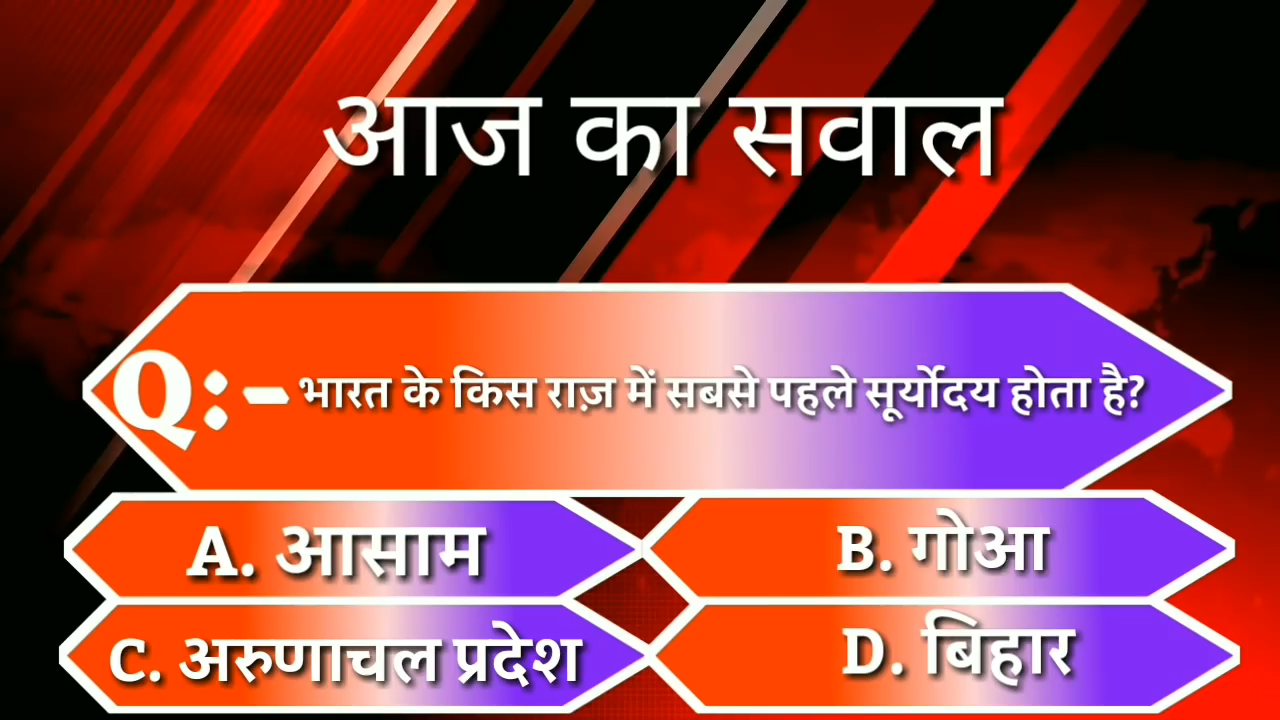 आज का सवाल
Q:- भारत के किस राज़ में सबसे पहले सूर्योदय होता है?
A. आसाम
B. गोआ
C. अरुणाचल प्रदेश
D. बिहार